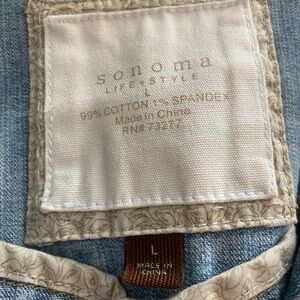 sonoma
LIFE + STYLE
L
99% COTTON 1% SPANDEX
Made in China
RN# 73277
L
MADE IN
CHINA